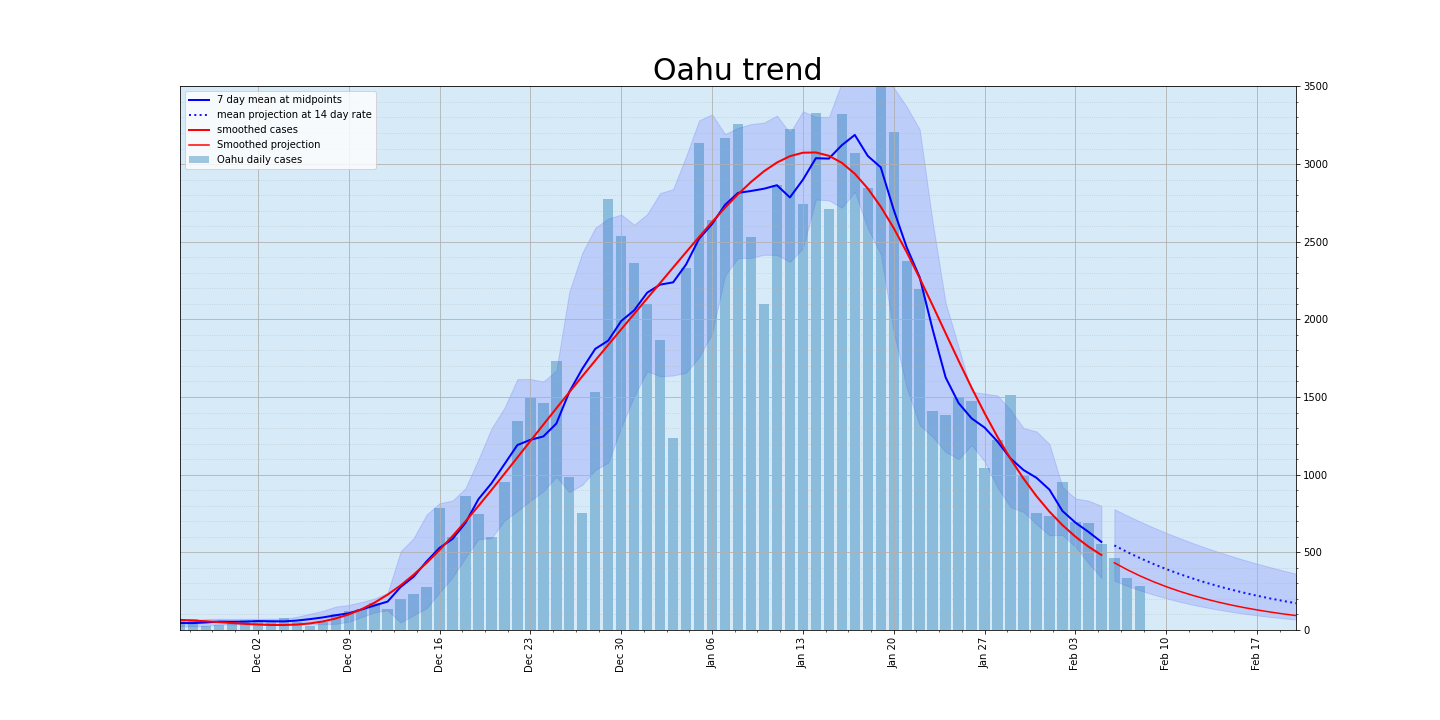 Oahu trend
7 day mean at midpoints
mean projection at 14 day rate
smoothed cases
Smoothed projection
Oahu daily cases
3500
3000
2500
2000
1500
1000
500
0
Dec 02
Dec 09
Dec 16
Dec 23
Dec 30
Jan 06
Jan 13
Jan 20
Jan 27
Feb 03
Feb 10
Feb 17